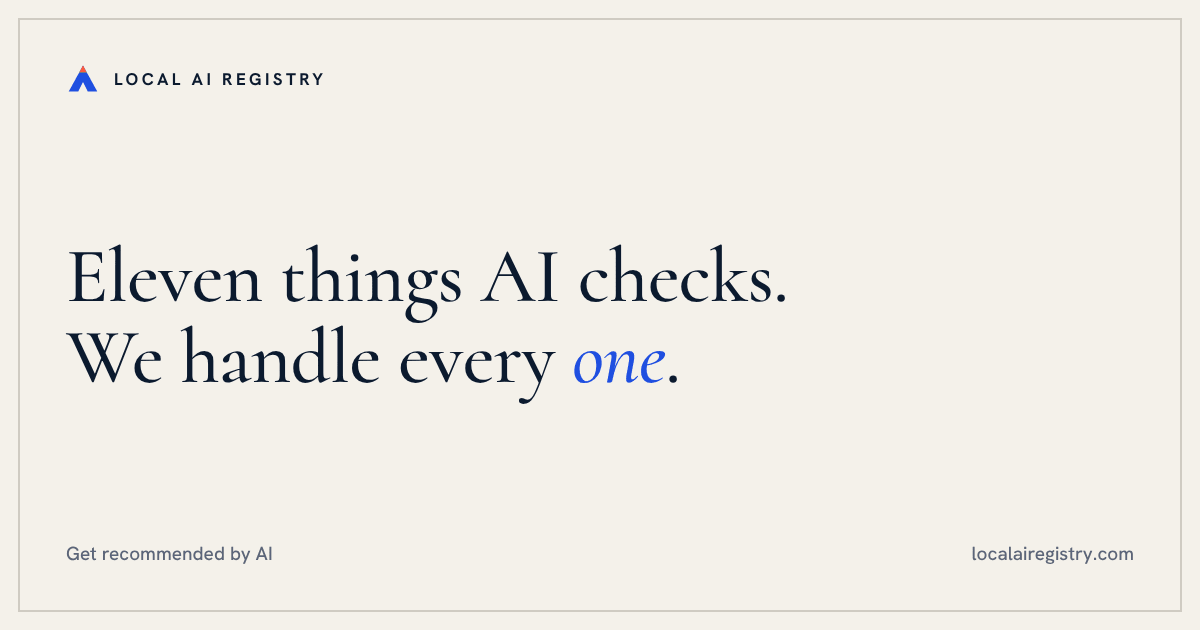 LOCAL AI REGISTRY
Eleven things AI checks.
We handle every one.
Get recommended by AI
localairegistry.com